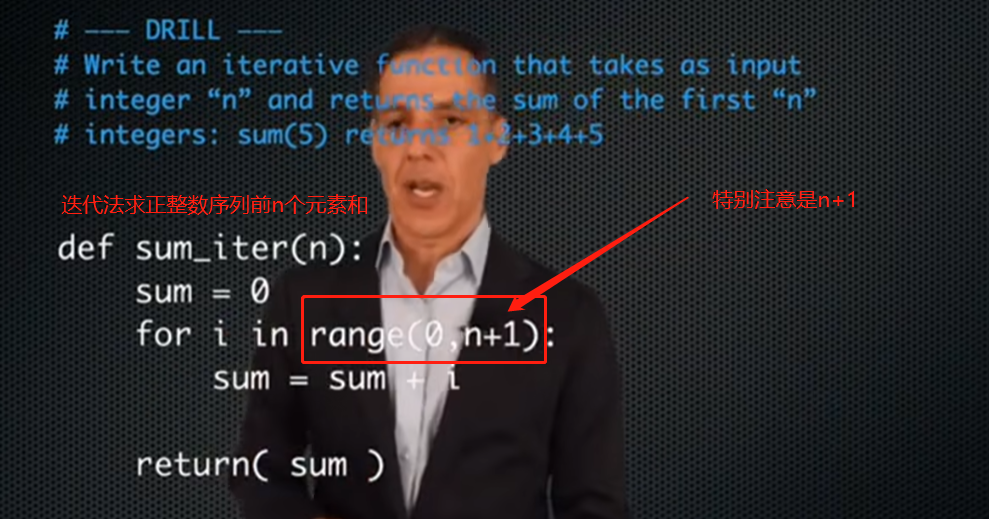 # ––– DRILL –––
# Write an iterative function that takes as input
# integer “n” and returns the sum of the first “n”
# integers: sum(5) returns 1+2+3+4+5
迭代法求正整数序列前n个元素和
特别注意是n+1
def sum_iter(n):
sum = 0
for i in range(0,n+1):
sum = sum + i
return( sum )